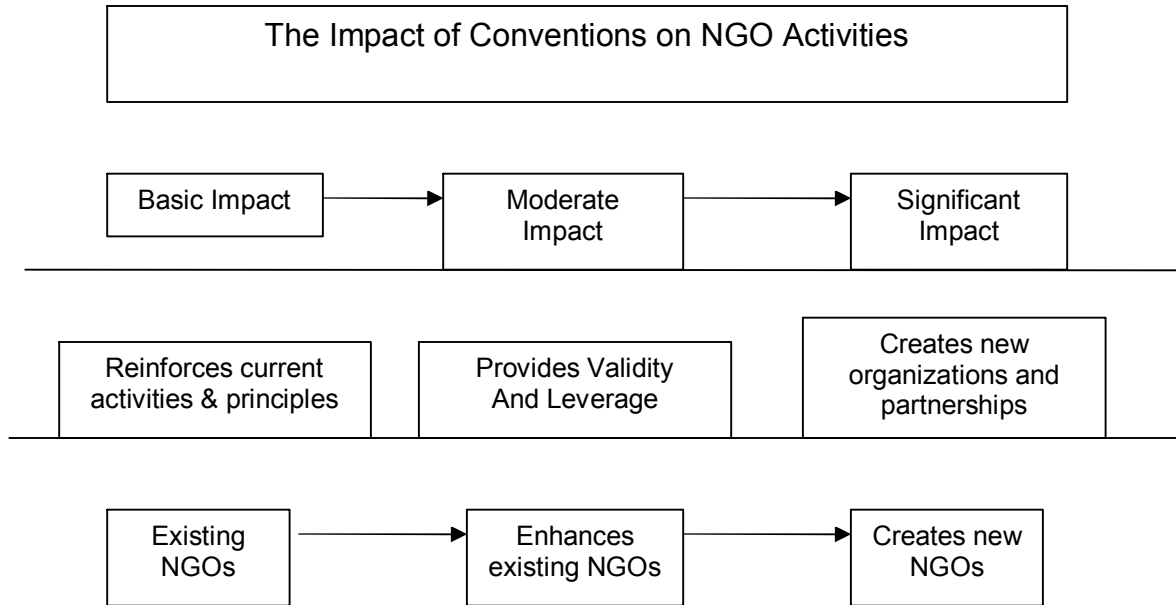 The Impact of Conventions on NGO Activities
Basic Impact
Moderate
Impact
Significant
Impact
Reinforces current
activities & principles
Provides Validity
And Leverage
Creates new
organizations and
partnerships
Existing
NGOs
Enhances
existing NGOs
Creates new
NGOs